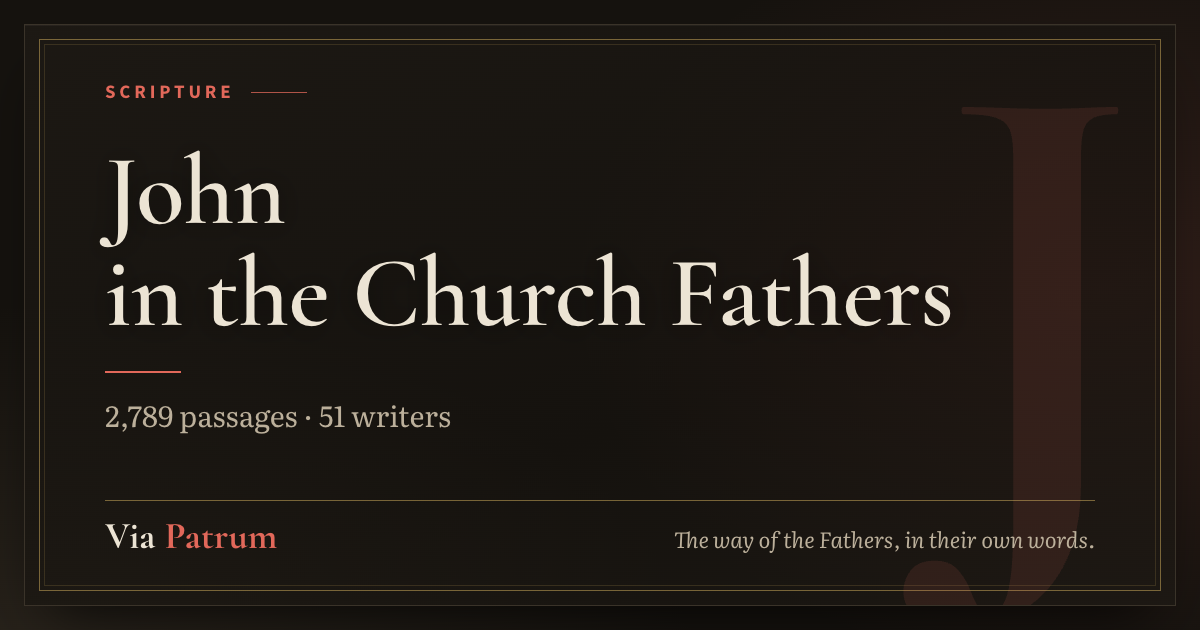 SCRIPTURE
John
in the Church Fathers
2,789 passages · 51 writers
Via Patrum
The way of the Fathers, in their own words.
J